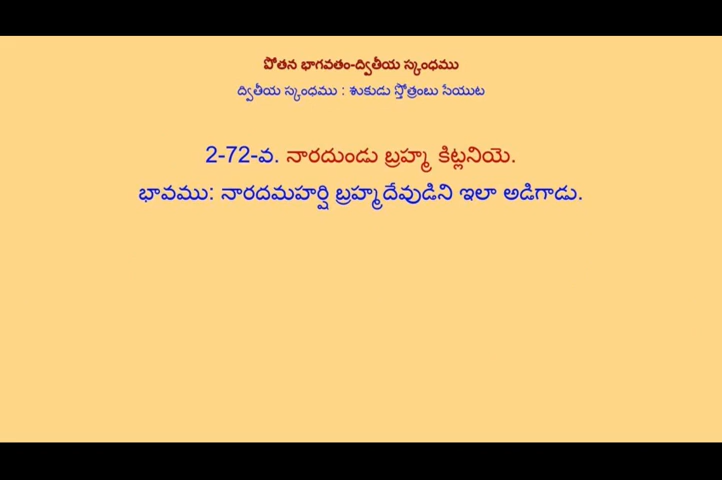 పోతన భాగవతం-ద్వితీయ స్కంధము
ద్వితీయ స్కంధము : శుకుడు స్తోత్రంబు సేయుట
2-72-వ. నారదుండు బ్రహ్మ కిట్లనియె.
భావము: నారదమహర్షి బ్రహ్మదేవుడిని ఇలా అడిగాడు.